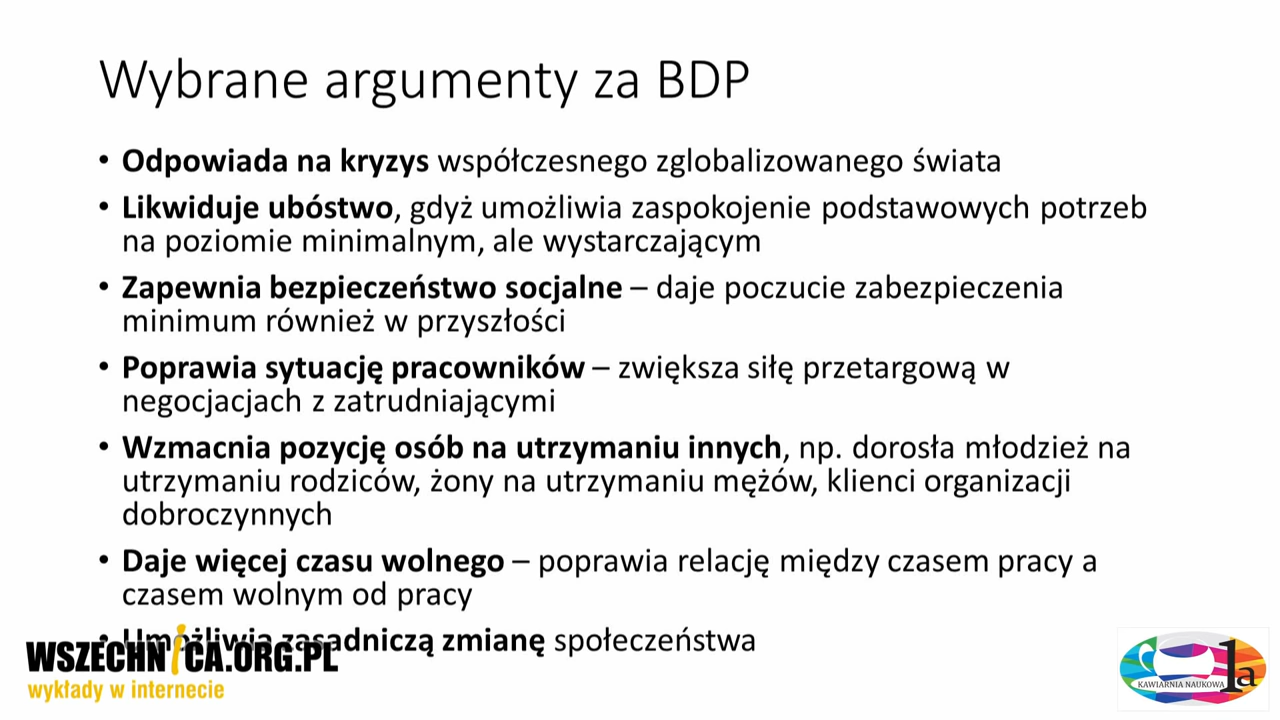 Wybrane argumenty za BDP
• Odpowiada na kryzys współczesnego zglobalizowanego świata
• Likwiduje ubóstwo, gdyż umożliwia zaspokojenie podstawowych potrzeb
na poziomie minimalnym, ale wystarczającym
• Zapewnia bezpieczeństwo socjalne – daje poczucie zabezpieczenia
minimum również w przyszłości
• Poprawia sytuację pracowników – zwiększa siłę przetargową w
negocjacjach z zatrudniającymi
• Wzmacnia pozycję osób na utrzymaniu innych, np. dorosła młodzież na
utrzymaniu rodziców, żony na utrzymaniu mężów, klienci organizacji
dobroczynnych
• Daje więcej czasu wolnego – poprawia relację między czasem pracy a
czasem wolnym od pracy
• Umożliwia zasadniczą zmianę społeczeństwa
WSZECHNICA.ORG.PL
wykłady w internecie
KAWIARNIA NAUKOWA 1a